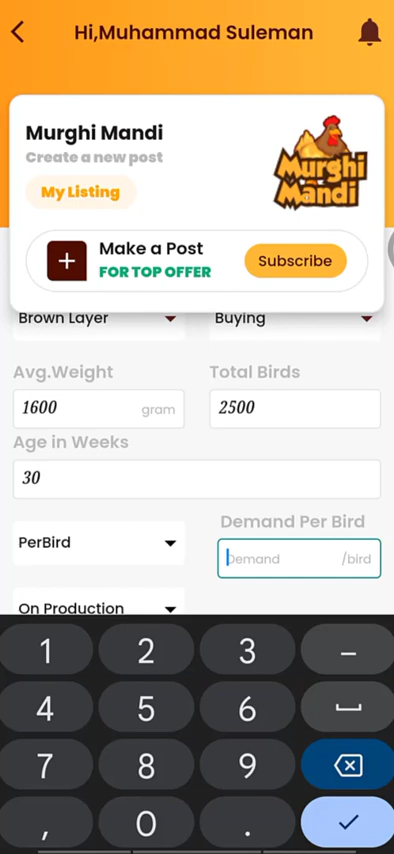 Hi,Muhammad Suleman
Murghi Mandi
Create a new post
My Listing
Murghi
Mandi
Make a Post
FOR TOP OFFER
Subscribe
Brown Layer
Buying
Avg.Weight
Total Birds
1600 gram
2500
Age in Weeks
30
Demand Per Bird
PerBird
Demand /bird
On Production
1 2 3 –
4 5 6
7 8 9
, 0 .